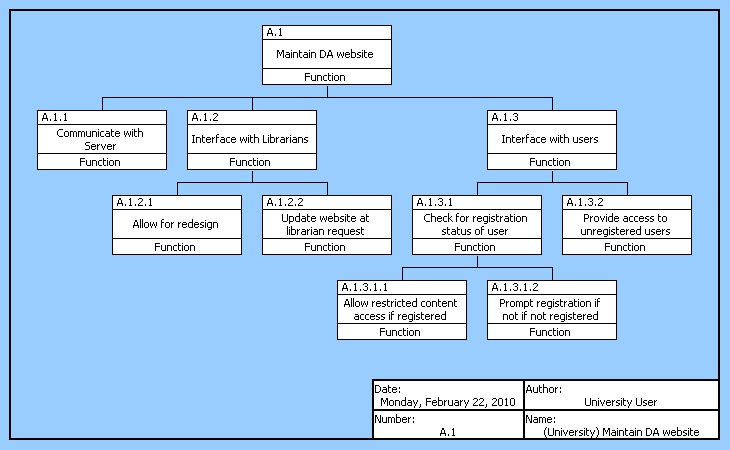 A.1
Maintain DA website
Function
A.1.1
Communicate with
Server
Function
A.1.2
Interface with Librarians
Function
A.1.3
Interface with users
Function
A.1.2.1
Allow for redesign
Function
A.1.2.2
Update website at
librarian request
Function
A.1.3.1
Check for registration
status of user
Function
A.1.3.2
Provide access to
unregistered users
Function
A.1.3.1.1
Allow restricted content
access if registered
Function
A.1.3.1.2
Prompt registration if
not if not registered
Function
Date:
Monday, February 22, 2010
Author:
University User
Number:
A.1
Name:
(University) Maintain DA website